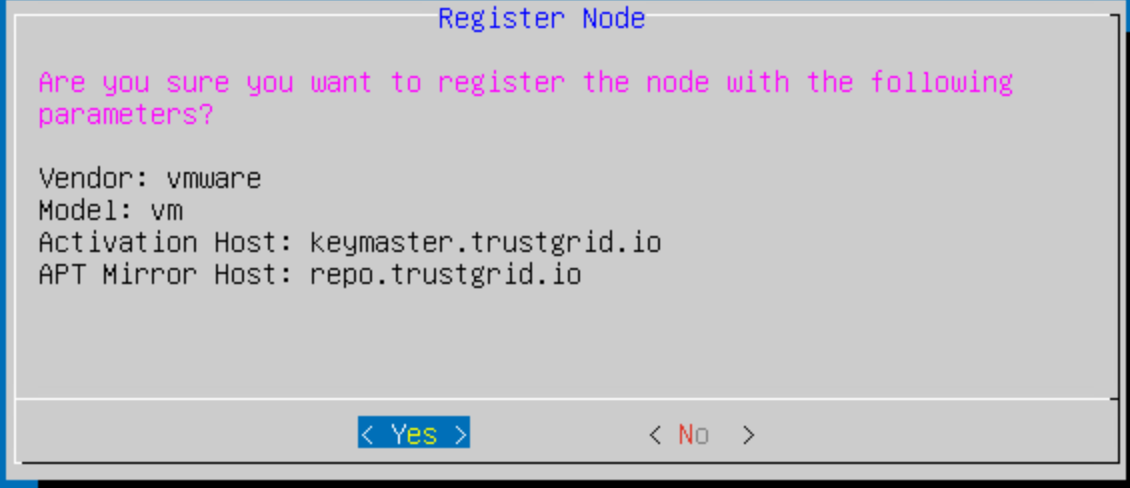 Register Node
Are you sure you want to register the node with the following
parameters?
Vendor: vmware
Model: vm
Activation Host: keymaster.trustgrid.io
APT Mirror Host: repo.trustgrid.io
< Yes > < No >